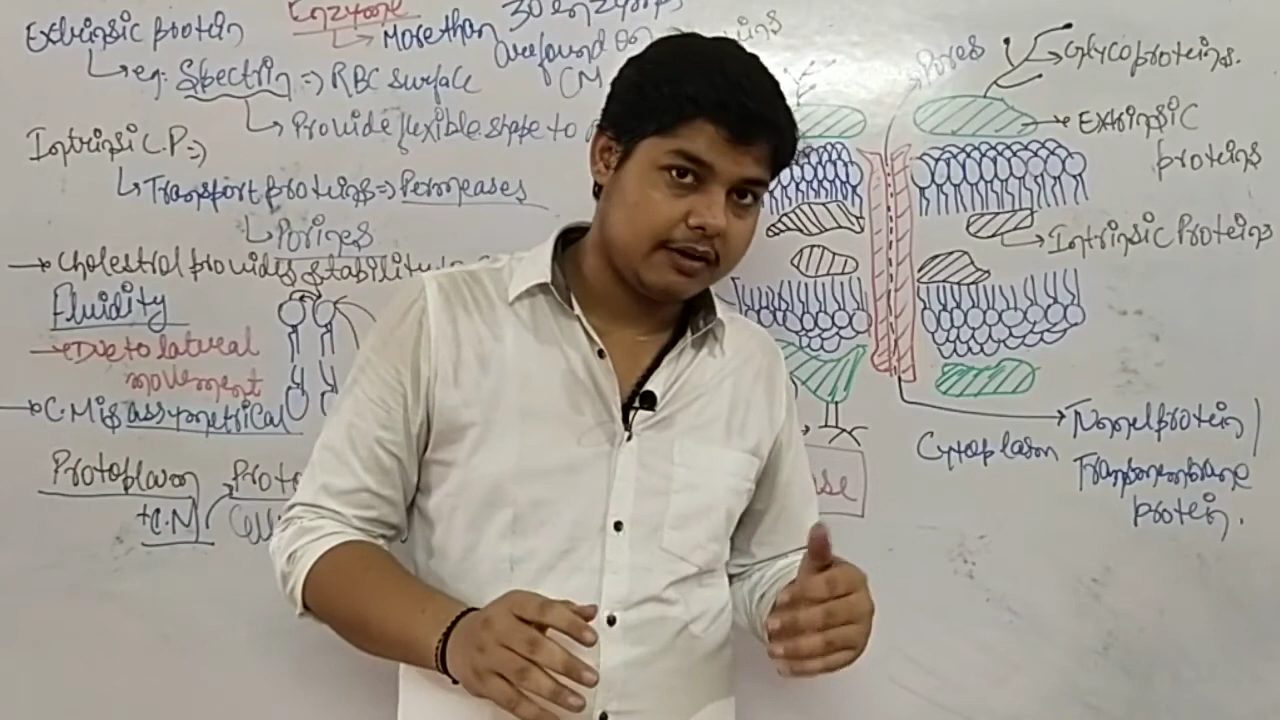 Extrinsic protein
Enzyme
More than 30 enzymes
are found on
CM
eg: Spectrin => RBC surface
Provide flexible shape to
Intrinsic.P =>
Transport proteins => Permeases
Porines
Cholestrol provides stability
Fluidity
Due to lateral
movement
C.M is assymetrical
Protoplasm
+C.M
Proto
Cell
Pores
Glycoproteins.
Extrinsic
proteins
Intrinsic Proteins
Cytoplasm
Tunnel protein/
Transmembrane
protein.